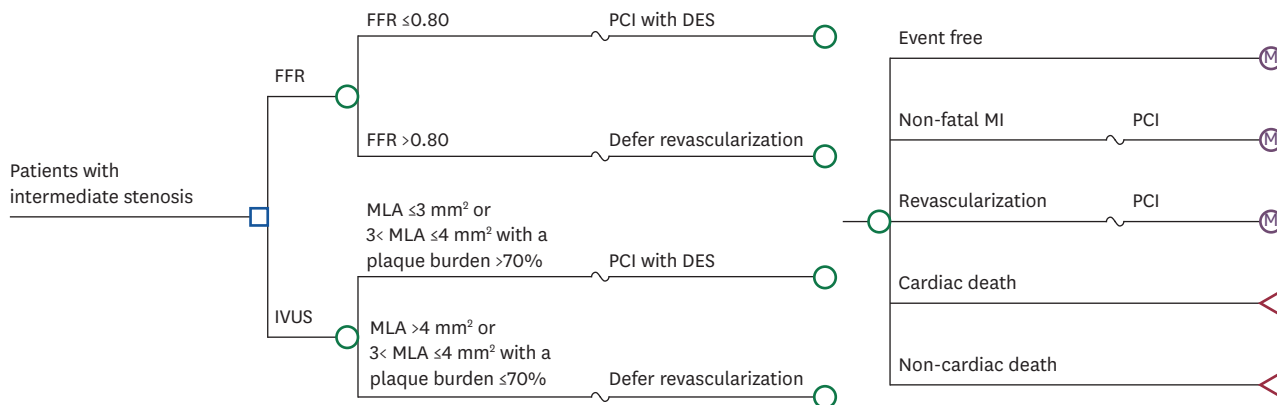 Patients with
intermediate stenosis
FFR
FFR ≤0.80
PCI with DES
FFR >0.80
Defer revascularization
IVUS
MLA ≤3 mm² or
3< MLA ≤4 mm² with a
plaque burden >70%
PCI with DES
MLA >4 mm² or
3< MLA ≤4 mm² with a
plaque burden ≤70%
Defer revascularization
Event free
M
Non-fatal MI
PCI
M
Revascularization
PCI
M
Cardiac death
Non-cardiac death